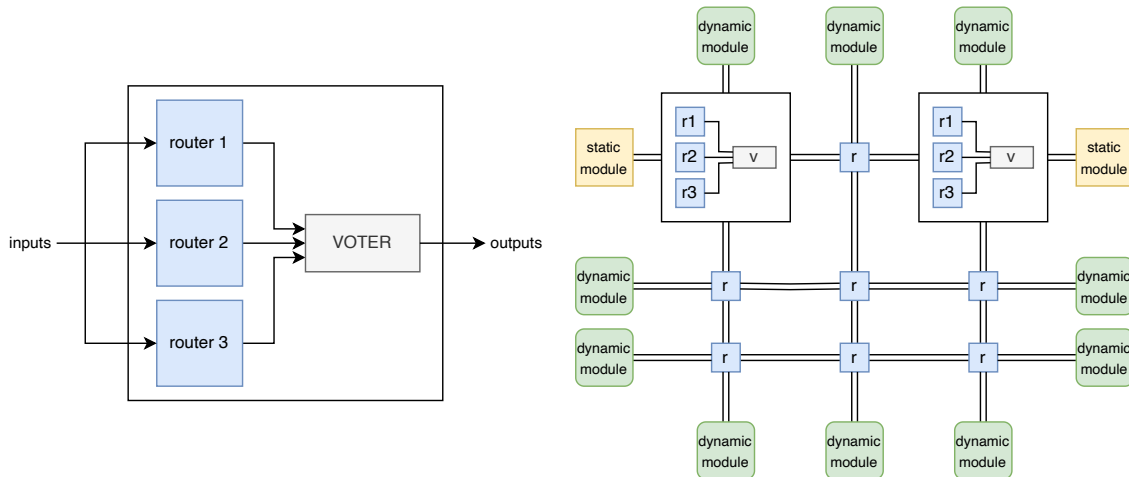 router 1
router 2
router 3
inputs
VOTER
outputs
dynamic
module
dynamic
module
dynamic
module
static
module
r1
r2
r3
v
r
r1
r2
r3
v
static
module
dynamic
module
r
r
r
dynamic
module
dynamic
module
r
r
r
dynamic
module
dynamic
module
dynamic
module
dynamic
module